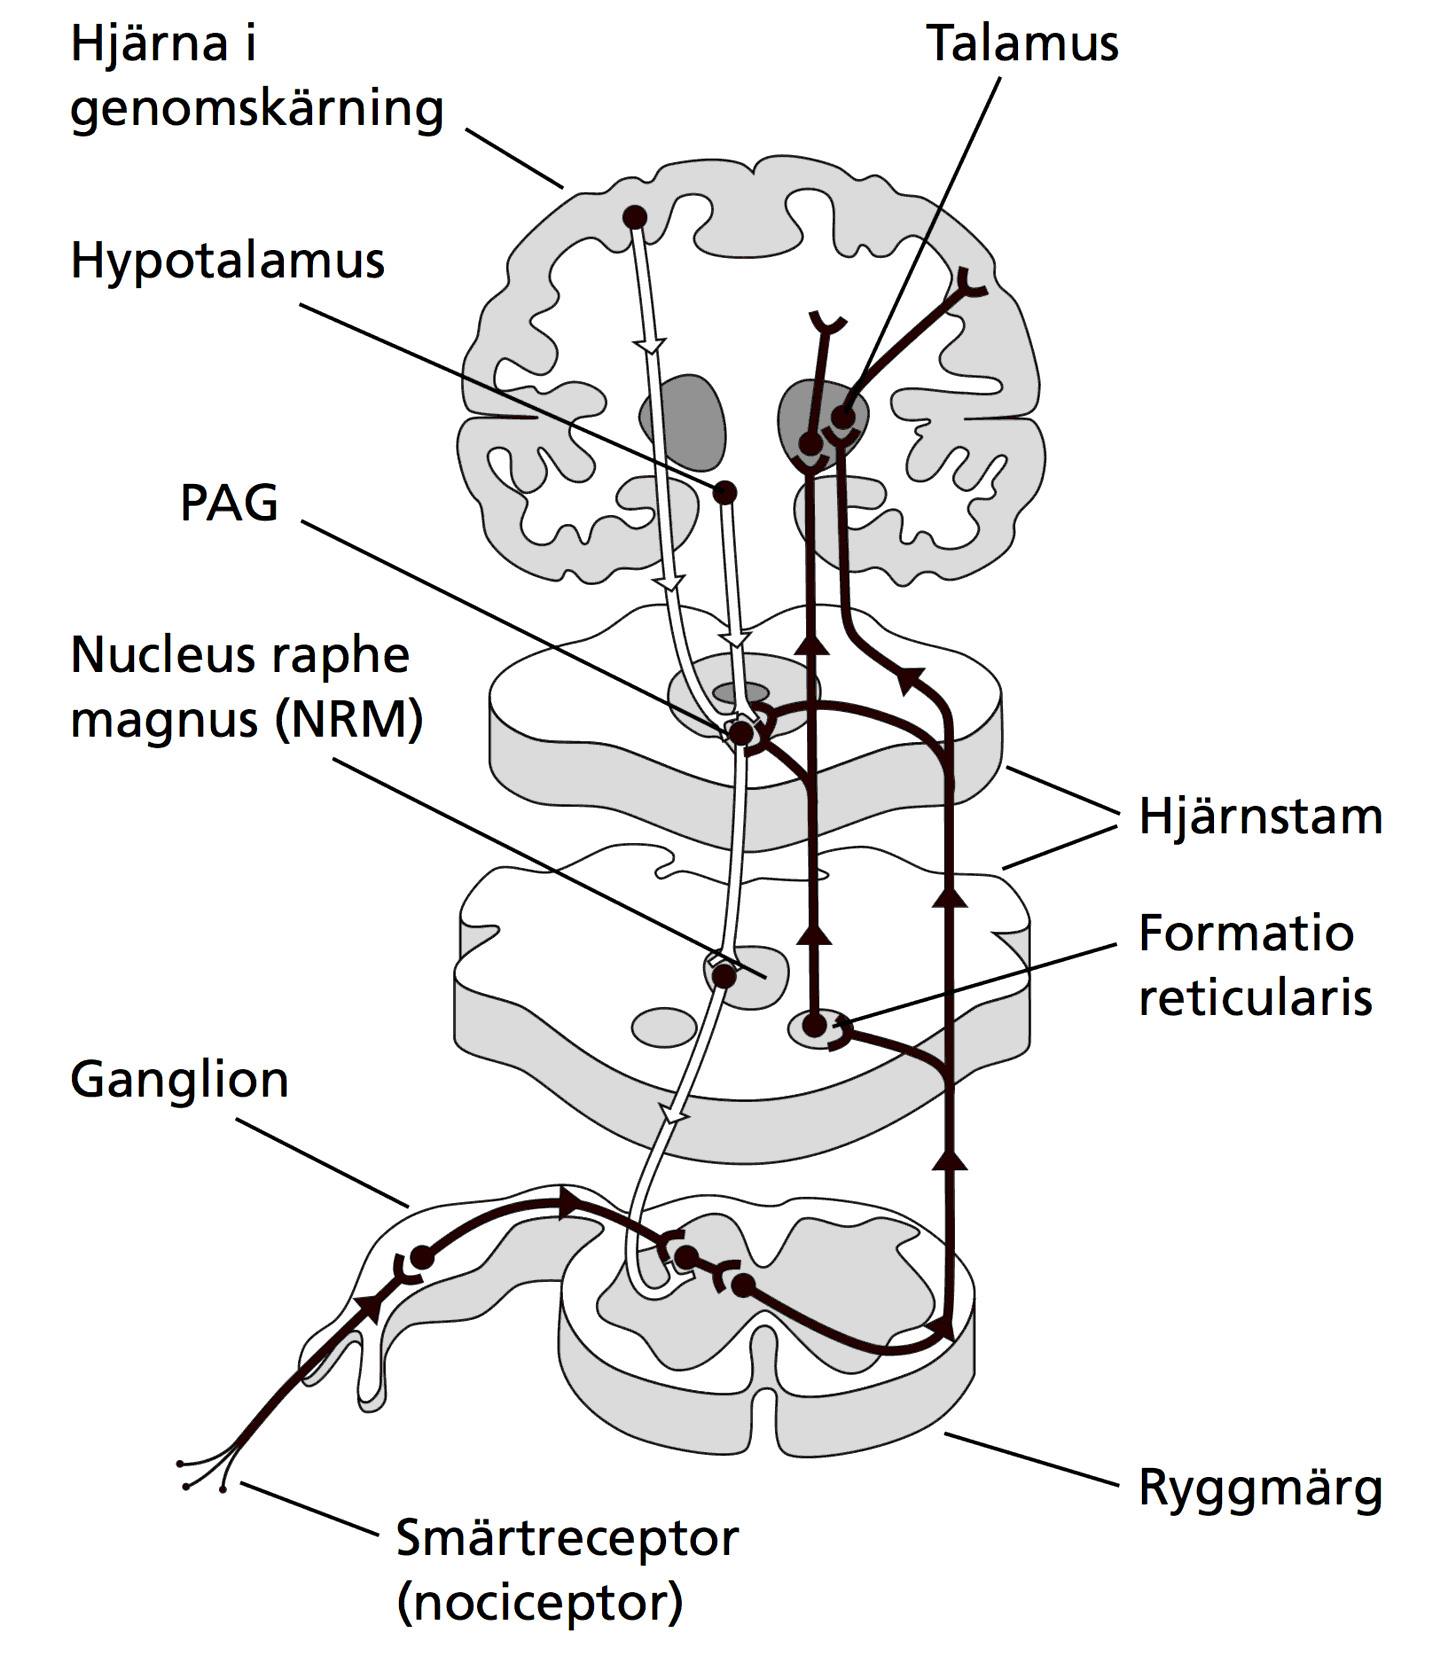 Hjärna i
genomskärning
Talamus
Hypotalamus
PAG
Nucleus raphe
magnus (NRM)
Hjärnstam
Formatio
reticularis
Ganglion
Ryggmärg
Smärtreceptor
(nociceptor)